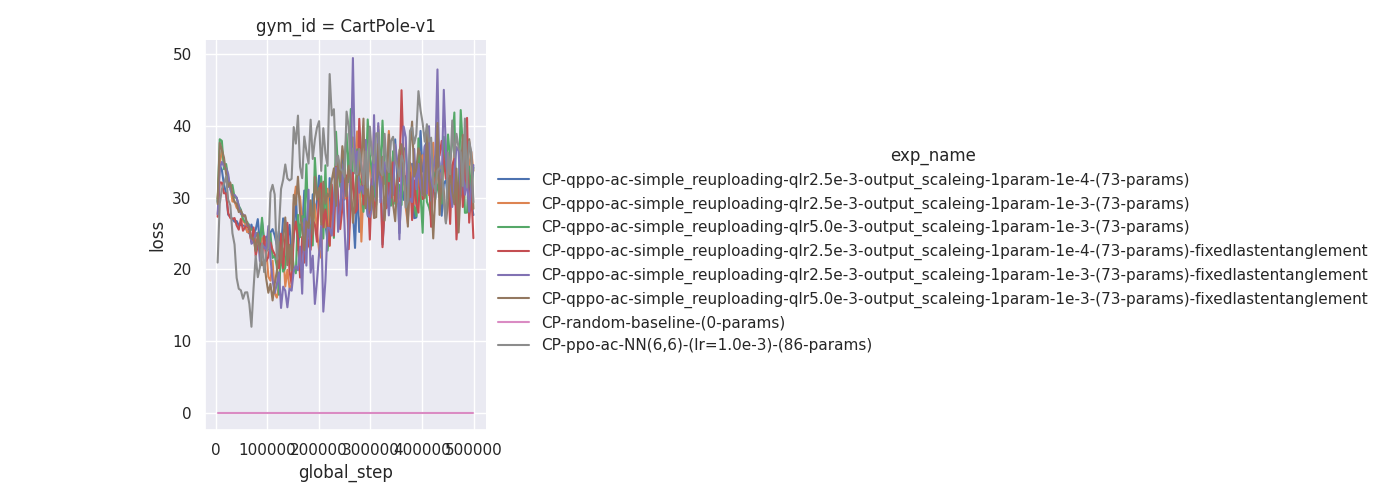 gym_id = CartPole-v1
50
40
30
20
10
0
loss
0 100000 200000 300000 400000 500000
global_step
exp_name
CP-qppo-ac-simple_reuploading-qlr2.5e-3-output_scaleing-1param-1e-4-(73-params)
CP-qppo-ac-simple_reuploading-qlr2.5e-3-output_scaleing-1param-1e-3-(73-params)
CP-qppo-ac-simple_reuploading-qlr5.0e-3-output_scaleing-1param-1e-3-(73-params)
CP-qppo-ac-simple_reuploading-qlr2.5e-3-output_scaleing-1param-1e-4-(73-params)-fixedlastentanglement
CP-qppo-ac-simple_reuploading-qlr2.5e-3-output_scaleing-1param-1e-3-(73-params)-fixedlastentanglement
CP-qppo-ac-simple_reuploading-qlr5.0e-3-output_scaleing-1param-1e-3-(73-params)-fixedlastentanglement
CP-random-baseline-(0-params)
CP-ppo-ac-NN(6,6)-(lr=1.0e-3)-(86-params)